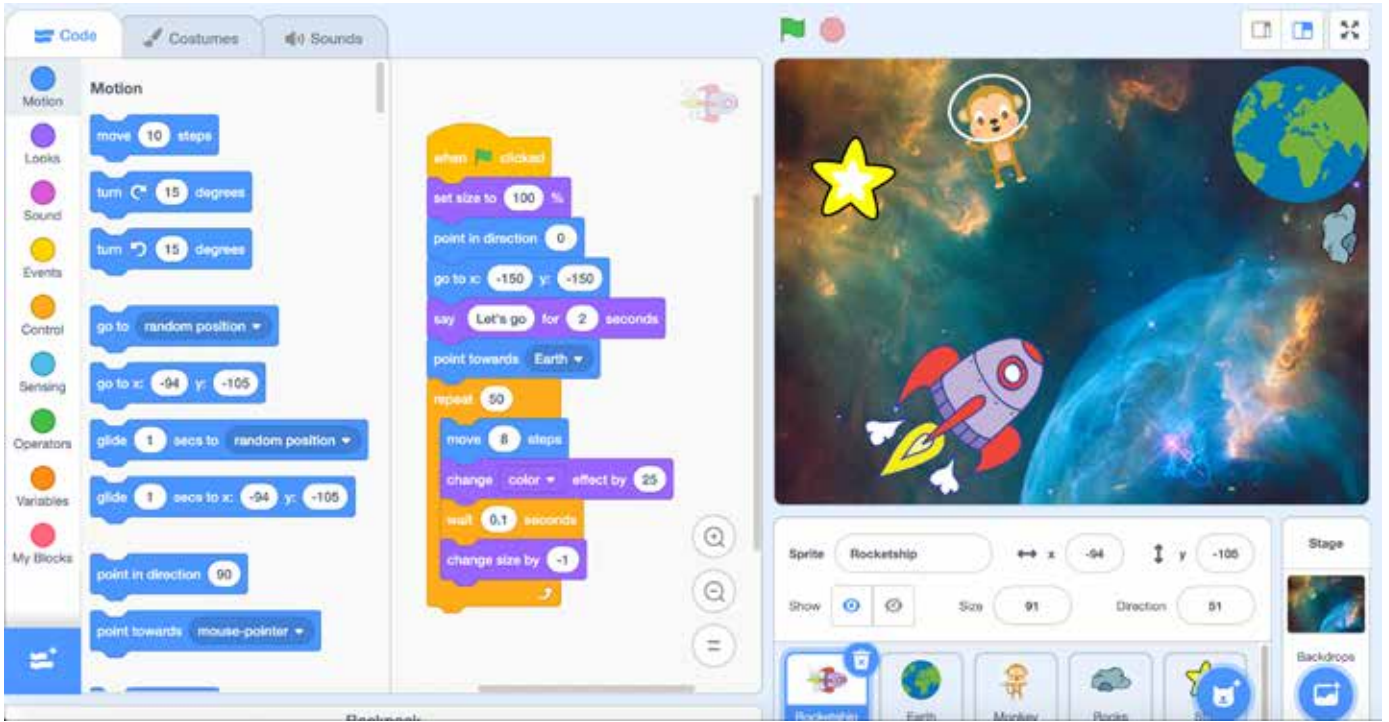 Code
Costumes
Sounds
Motion
Looks
Sound
Events
Control
Sensing
Operators
Variables
My Blocks
Motion
move 10 steps
turn 15 degrees
turn 15 degrees
go to random position
go to x: -94 y: -105
glide 1 secs to random position
glide 1 secs to x: -94 y: -105
point in direction 90
point towards mouse-pointer
when clicked
set size to 100 %
point in direction 0
go to x: -150 y: -150
say Let's go for 2 seconds
point towards Earth
repeat 50
move 8 steps
change color effect by 25
wait 0.1 seconds
change size by -1
Backpack
Sprite Rocketship x -94 y -105
Show Size 91 Direction 51
Rocketship
Earth
Monkey
Rocks
Stage
Backdrops